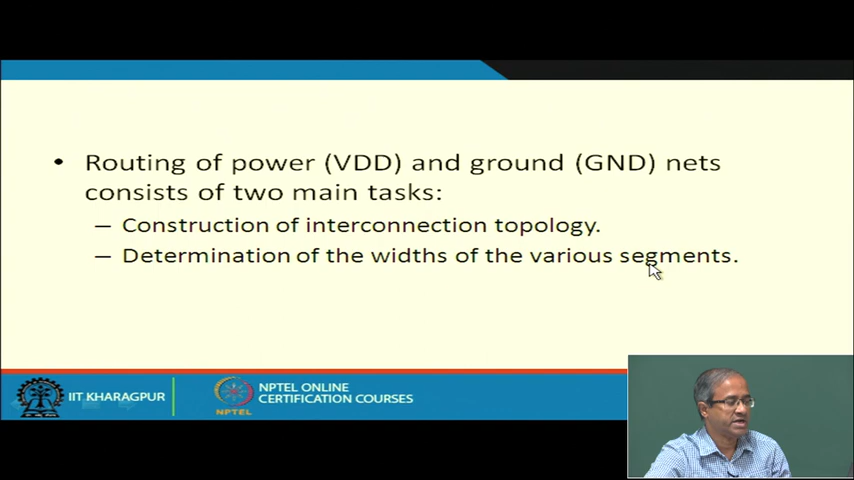 • Routing of power (VDD) and ground (GND) nets
consists of two main tasks:
– Construction of interconnection topology.
– Determination of the widths of the various segments.
IIT KHARAGPUR
NPTEL
NPTEL ONLINE
CERTIFICATION COURSES